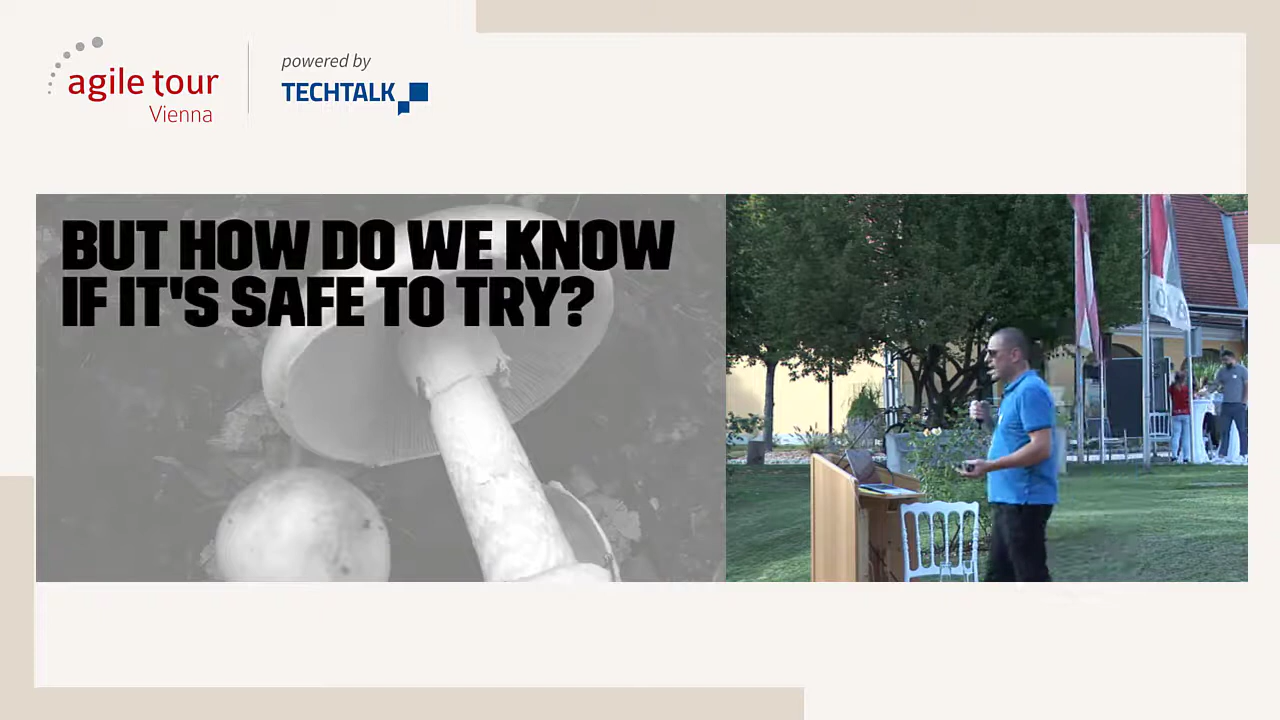 agile tour
Vienna
powered by
TECHTALK
BUT HOW DO WE KNOW
IF IT'S SAFE TO TRY?